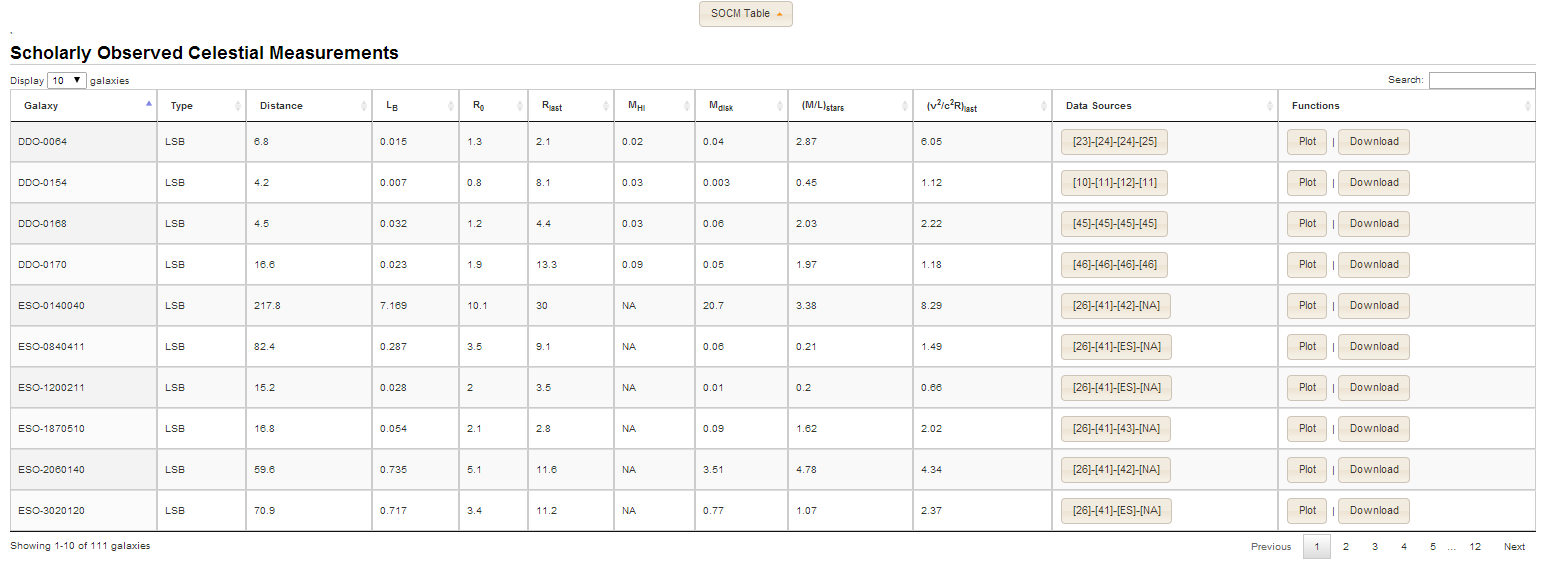 SOCM Table
Scholarly Observed Celestial Measurements
Display 10 galaxies Search:
Galaxy Type Distance LB R0 Rlast MHI Mdisk (M/L)stars (v2/c2R)last Data Sources Functions
DDO-0064 LSB 6.8 0.015 1.3 2.1 0.02 0.04 2.87 6.05 [23]-[24]-[24]-[25] Plot | Download
DDO-0154 LSB 4.2 0.007 0.8 8.1 0.03 0.003 0.45 1.12 [10]-[11]-[12]-[11] Plot | Download
DDO-0168 LSB 4.5 0.032 1.2 4.4 0.03 0.06 2.03 2.22 [45]-[45]-[45]-[45] Plot | Download
DDO-0170 LSB 16.6 0.023 1.9 13.3 0.09 0.05 1.97 1.18 [46]-[46]-[46]-[46] Plot | Download
ESO-0140040 LSB 217.8 7.169 10.1 30 NA 20.7 3.38 8.29 [26]-[41]-[42]-[NA] Plot | Download
ESO-0840411 LSB 82.4 0.287 3.5 9.1 NA 0.06 0.21 1.49 [26]-[41]-[ES]-[NA] Plot | Download
ESO-1200211 LSB 15.2 0.028 2 3.5 NA 0.01 0.2 0.66 [26]-[41]-[ES]-[NA] Plot | Download
ESO-1870510 LSB 16.8 0.054 2.1 2.8 NA 0.09 1.62 2.02 [26]-[41]-[43]-[NA] Plot | Download
ESO-2060140 LSB 59.6 0.735 5.1 11.6 NA 3.51 4.78 4.34 [26]-[41]-[42]-[NA] Plot | Download
ESO-3020120 LSB 70.9 0.717 3.4 11.2 NA 0.77 1.07 2.37 [26]-[41]-[ES]-[NA] Plot | Download
Showing 1-10 of 111 galaxies Previous 1 2 3 4 5 ... 12 Next